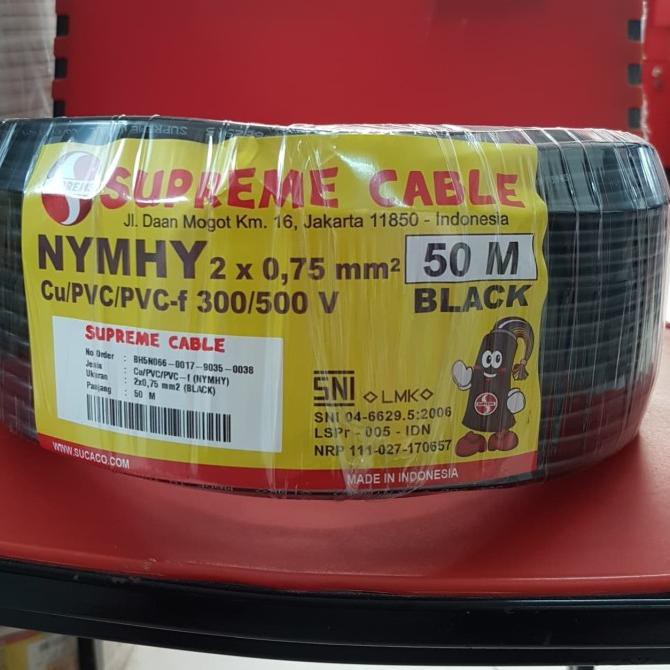 SUPREME
SUPREME CABLE
Jl. Daan Mogot Km. 16, Jakarta 11850 - Indonesia
NYMHY 2 x 0,75 mm² 50 M
Cu/PVC/PVC-f 300/500 V BLACK
SUPREME CABLE
No Order : BH5N066-0017-9035-0038
Jenis : Cu/PVC/PVC-f (NYMHY)
Ukuran : 2x0,75 mm2 (BLACK)
Panjang : 50 M
SNI ◇LMK◇
SNI 04-6629.5:2006
LSPr - 005 - IDN
NRP 111-027-170657
WWW.SUCACO.COM
MADE IN INDONESIA